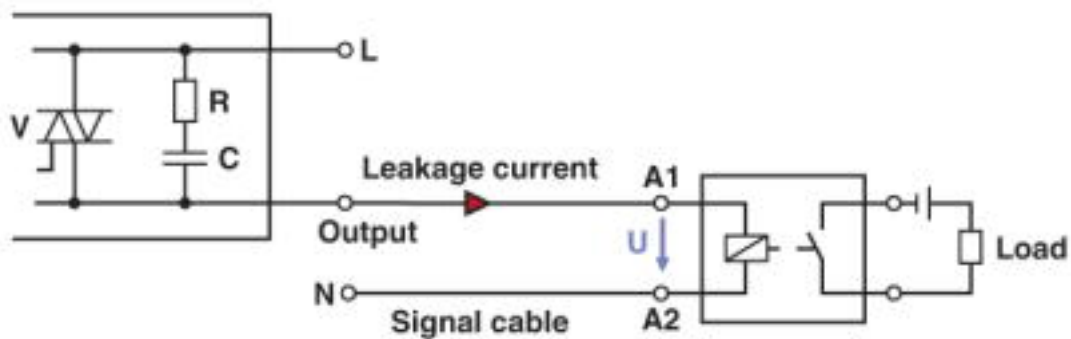 L
R
V
C
Leakage current
A1
Output
U
Load
N
Signal cable
A2